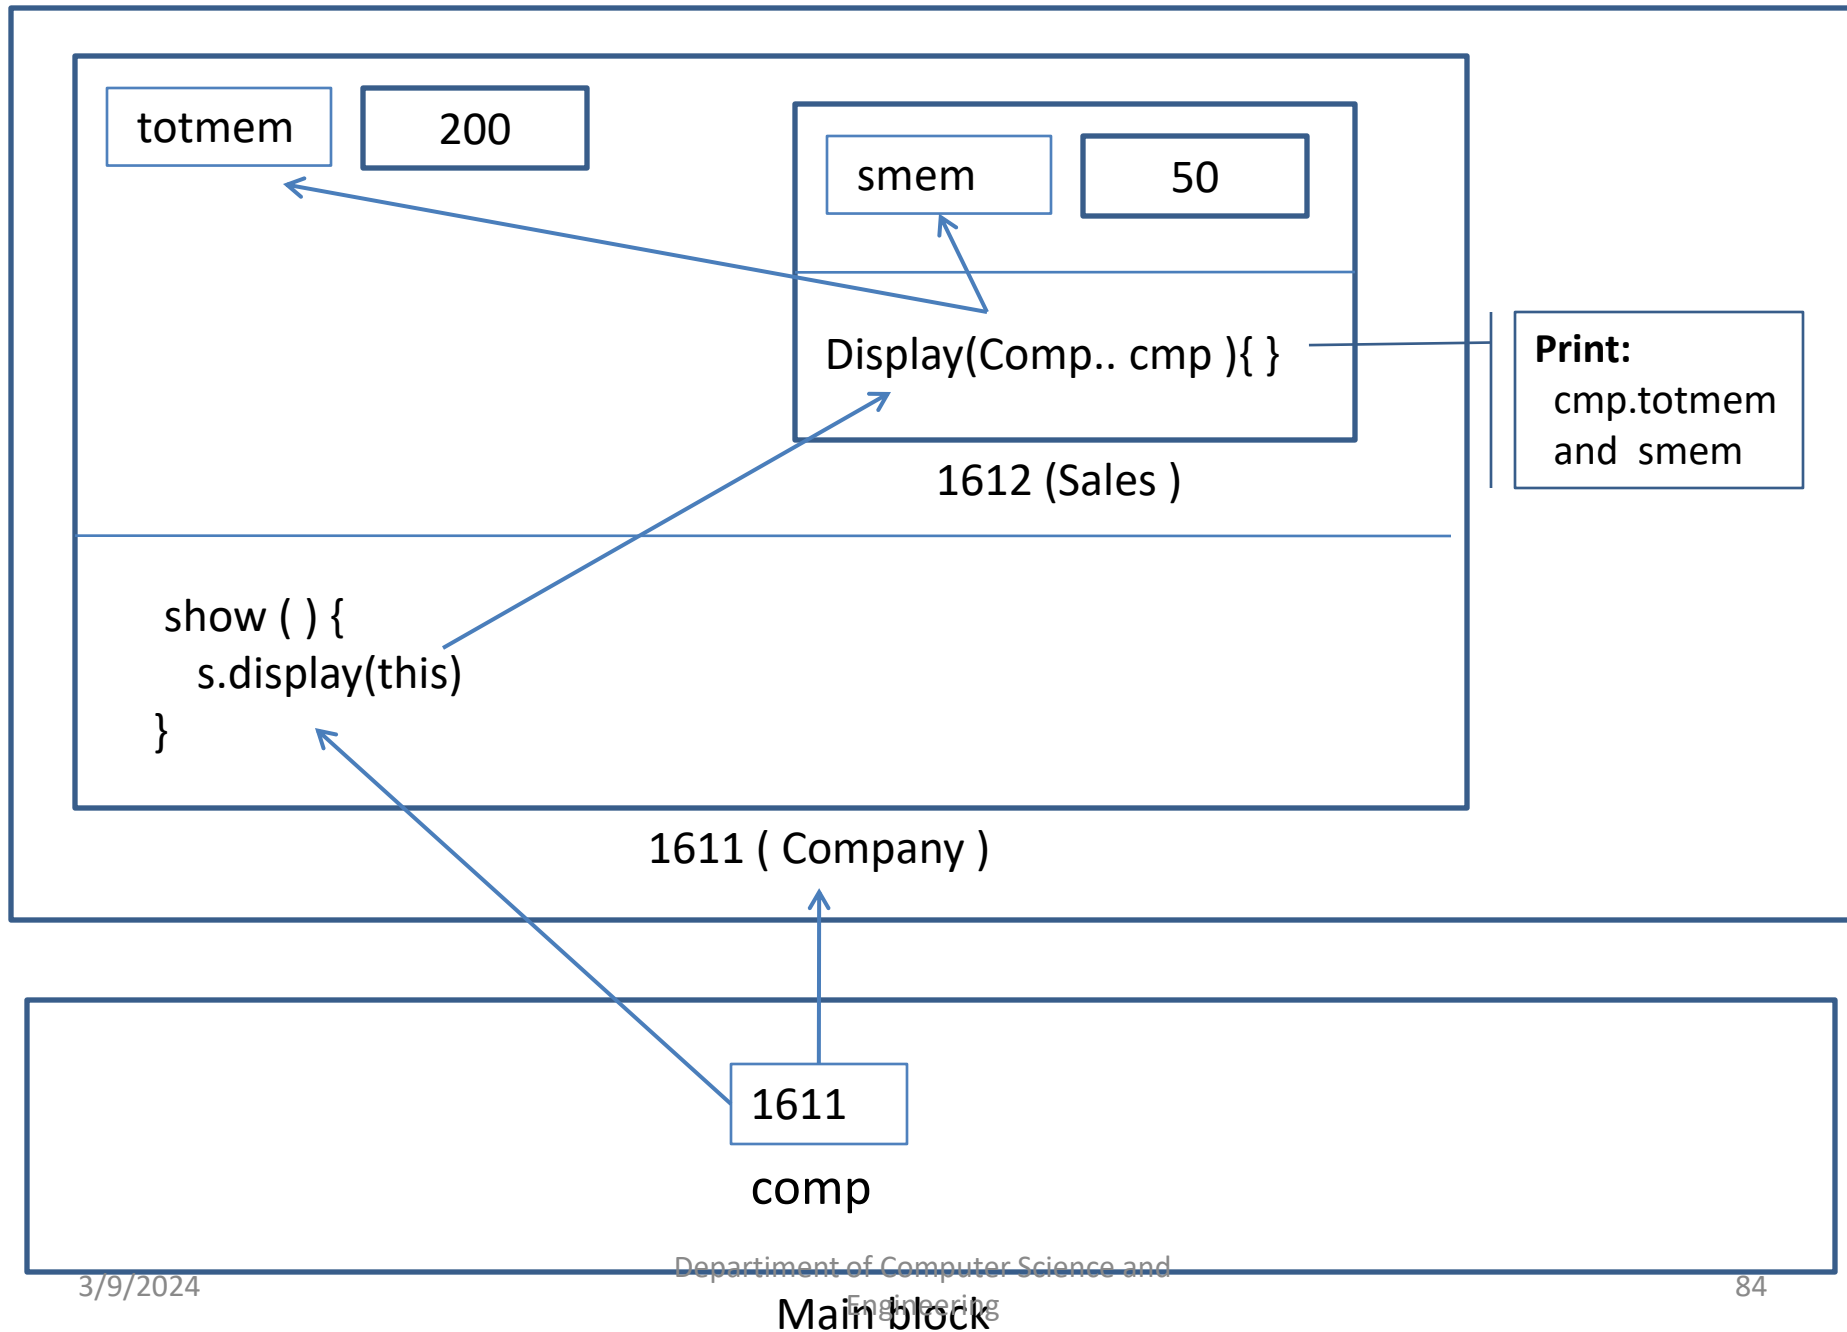 totmem
200
smem
50
Display(Comp.. cmp ){ }
Print:
cmp.totmem
and smem
1612 (Sales )
show ( ) {
s.display(this)
}
1611 ( Company )
1611
comp
3/9/2024
Departiment of Computer Science and
Engineering
84
Main block